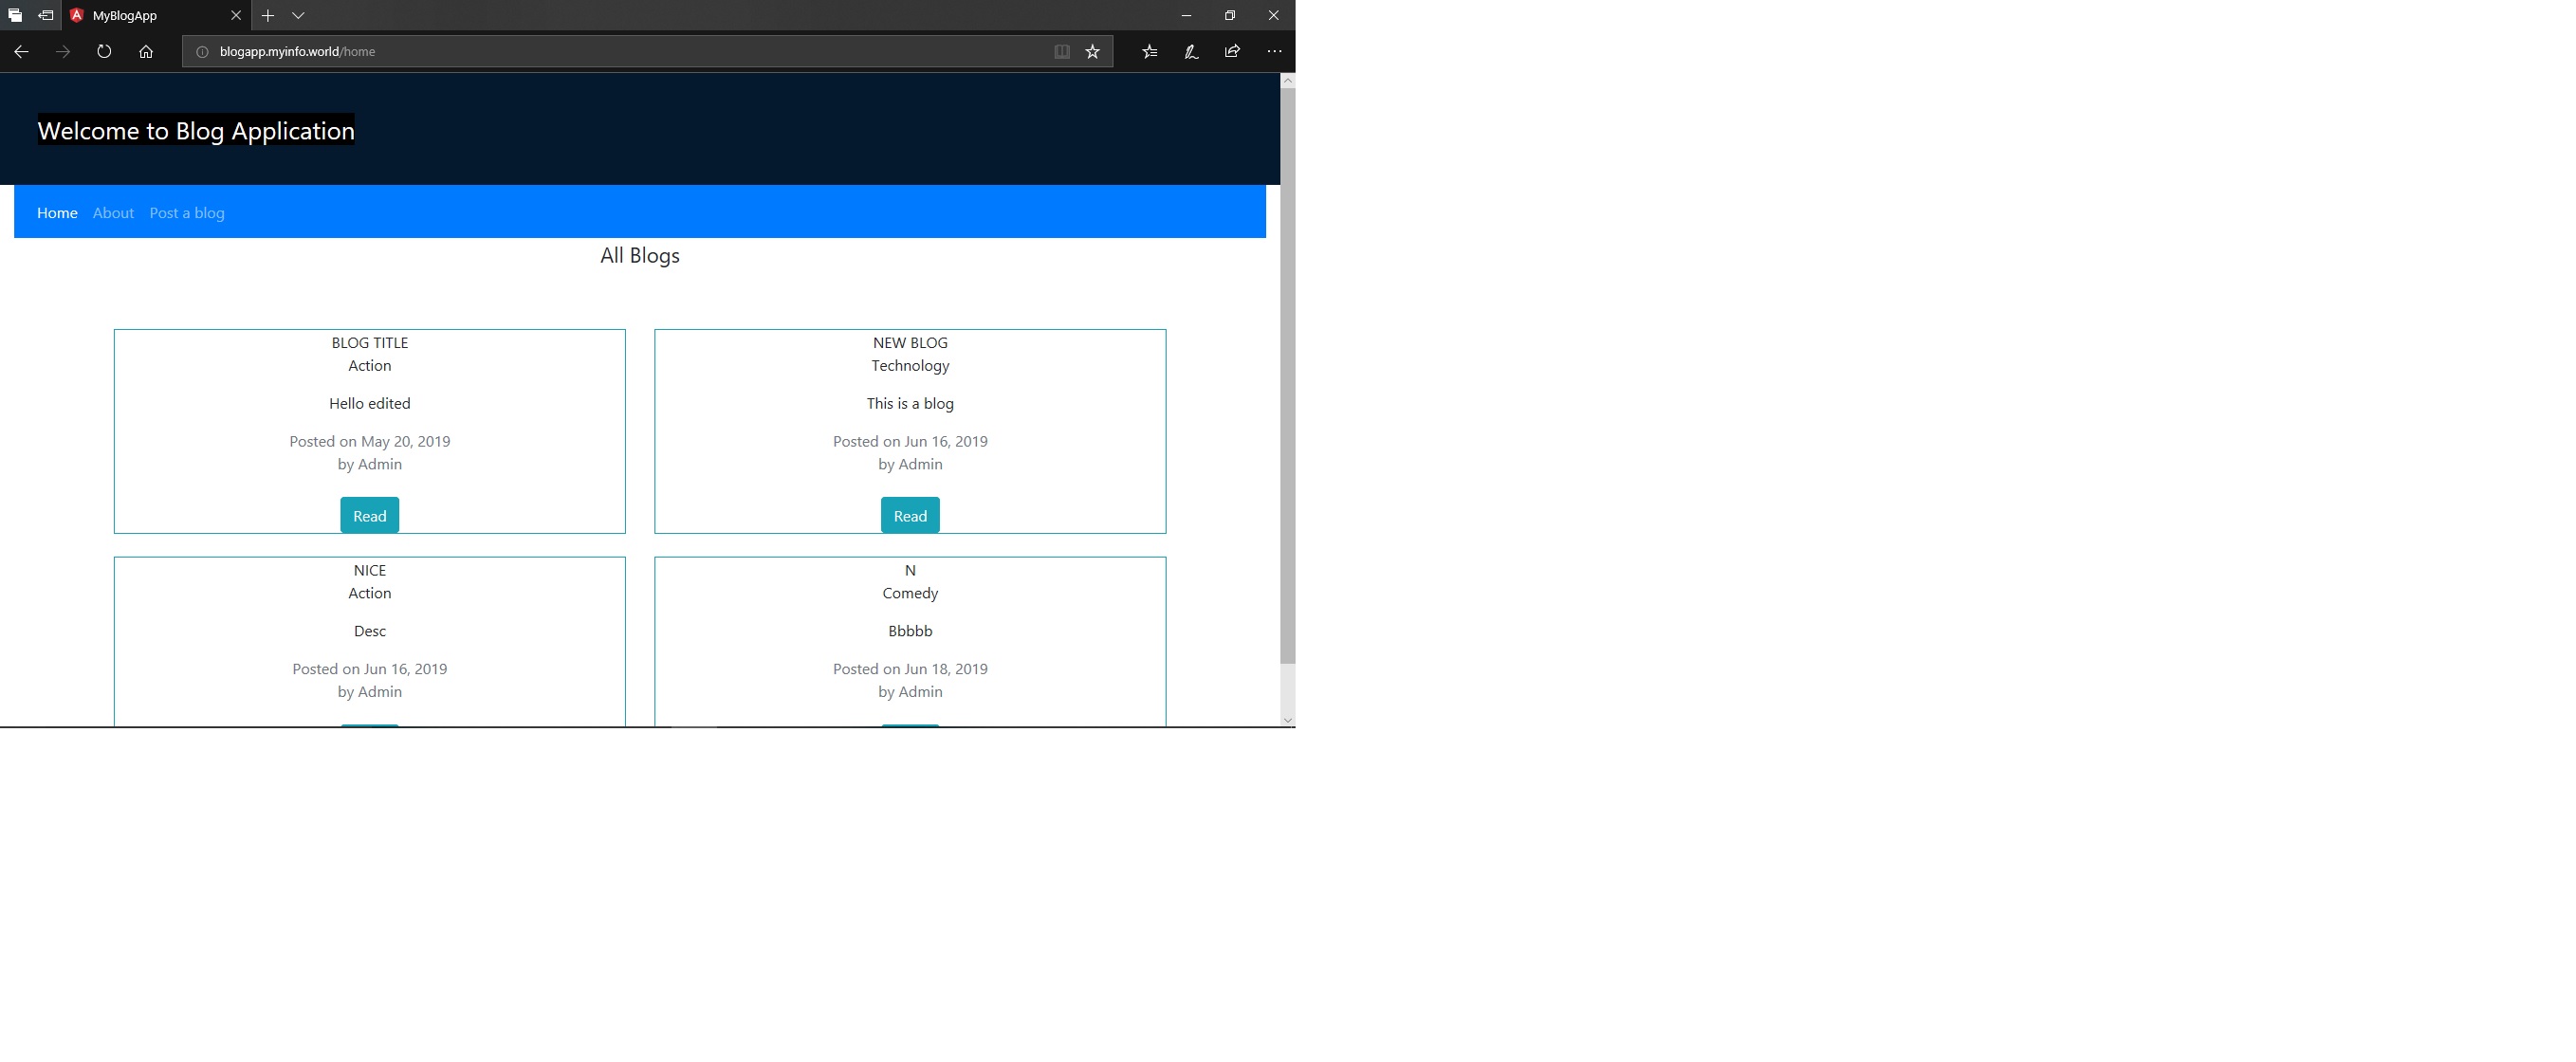 MyBlogApp
blogapp.myinfo.world/home
Welcome to Blog Application
Home About Post a blog
All Blogs
BLOG TITLE
Action
Hello edited
Posted on May 20, 2019
by Admin
Read
NEW BLOG
Technology
This is a blog
Posted on Jun 16, 2019
by Admin
Read
NICE
Action
Desc
Posted on Jun 16, 2019
by Admin
N
Comedy
Bbbbb
Posted on Jun 18, 2019
by Admin